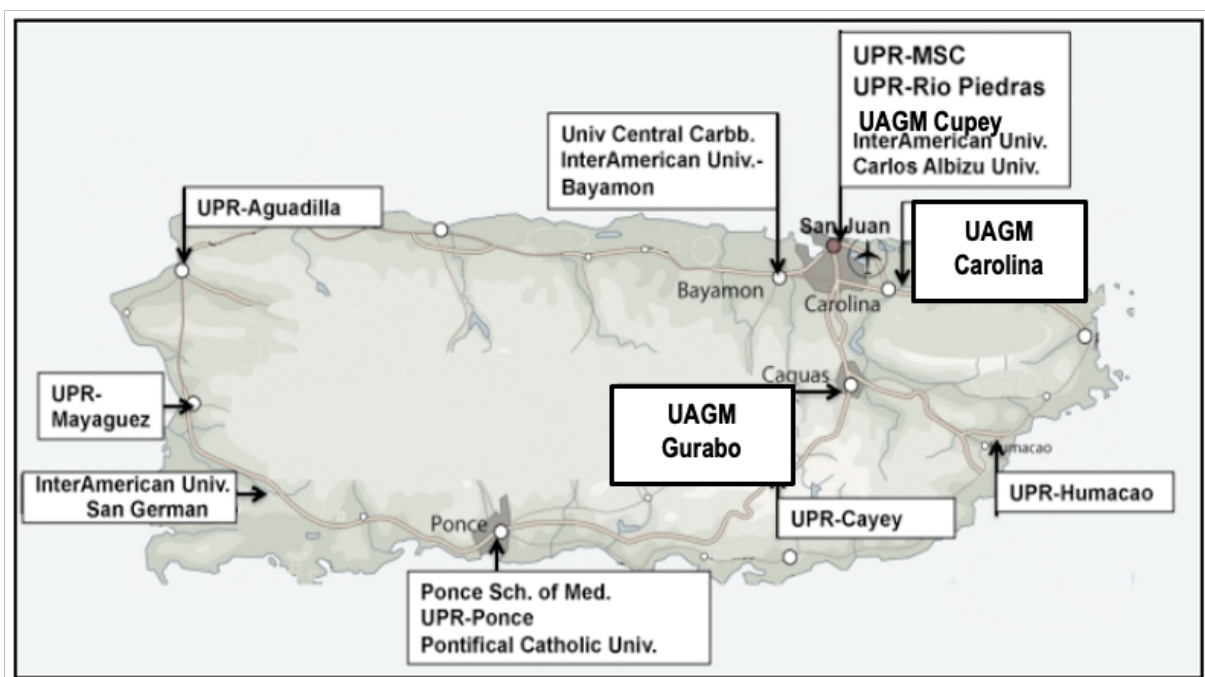 UPR-MSC
UPR-Rio Piedras
UAGM Cupey
InterAmerican Univ.
Carlos Albizu Univ.
Univ Central Carbb.
InterAmerican Univ.-
Bayamon
UPR-Aguadilla
San Juan
UAGM
Carolina
Bayamon
Carolina
Caguas
UPR-
Mayaguez
UAGM
Gurabo
InterAmerican Univ.
San German
UPR-Humacao
Ponce
UPR-Cayey
Ponce Sch. of Med.
UPR-Ponce
Pontifical Catholic Univ.